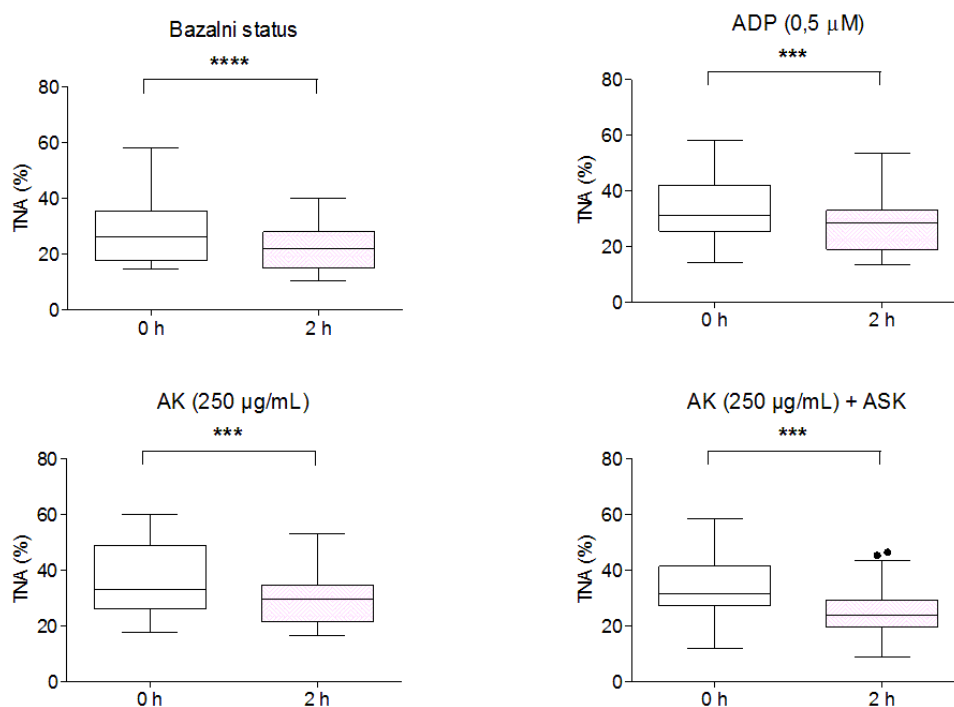 Bazalni status
****
TNA (%)
80
60
40
20
0
0 h
2 h
ADP (0,5 μM)
***
TNA (%)
80
60
40
20
0
0 h
2 h
AK (250 µg/mL)
***
TNA (%)
80
60
40
20
0
0 h
2 h
AK (250 µg/mL) + ASK
***
TNA (%)
80
60
40
20
0
0 h
2 h